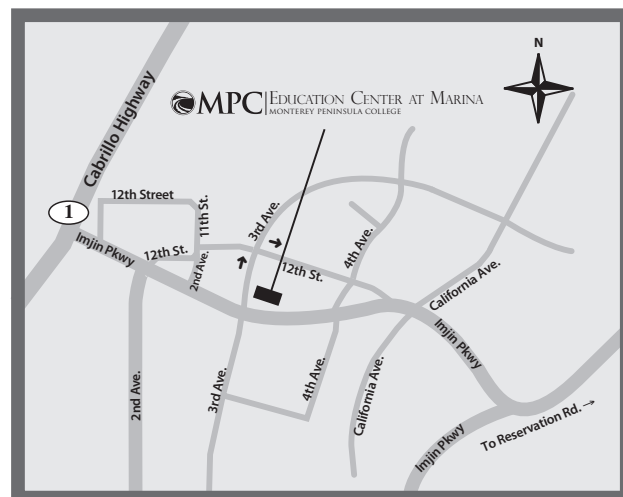 N
MPC EDUCATION CENTER AT MARINA
MONTEREY PENINSULA COLLEGE
Cabrillo Highway
1
12th Street
11th St.
3rd Ave.
Imjin Pkwy
12th St.
2nd Ave.
12th St.
4th Ave.
California Ave.
Imjin Pkwy
2nd Ave.
3rd Ave.
4th Ave.
California Ave.
Imjin Pkwy
To Reservation Rd. →